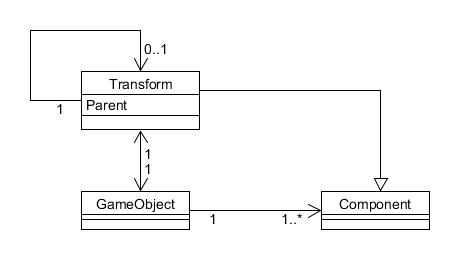 0..1
Transform
Parent
1
1
1
GameObject
Component
1
1..*